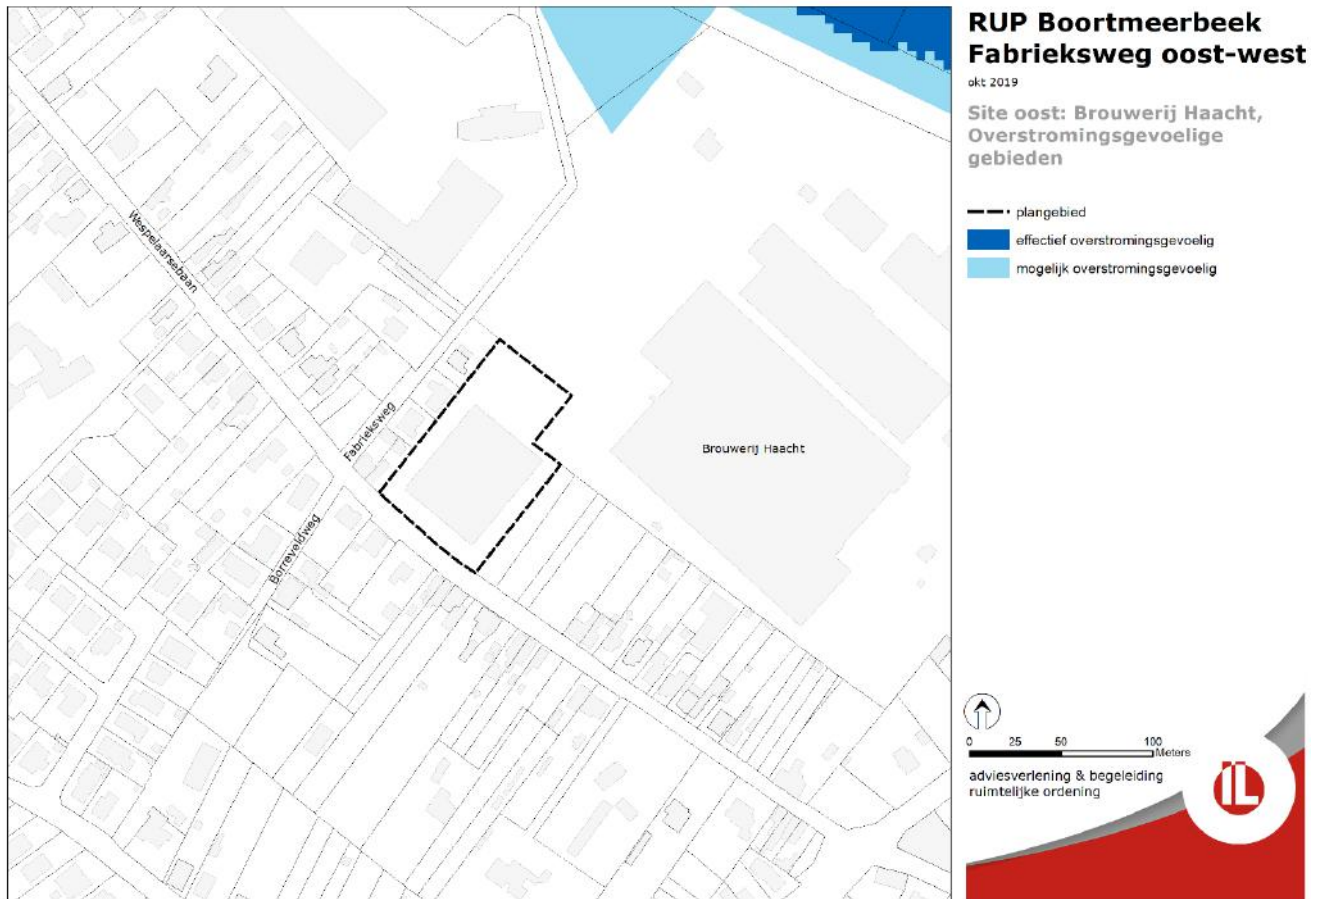 RUP Boortmeerbeek
Fabrieksweg oost-west
okt 2019
Site oost: Brouwerij Haacht,
Overstromingsgevoelige
gebieden
plangebied
effectief overstromingsgevoelig
mogelijk overstromingsgevoelig
Wespelaarsebaan
Fabrieksweg
Borreveldweg
Brouwerij Haacht
0 25 50 100
Meters
adviesverlening & begeleiding
ruimtelijke ordening
IL